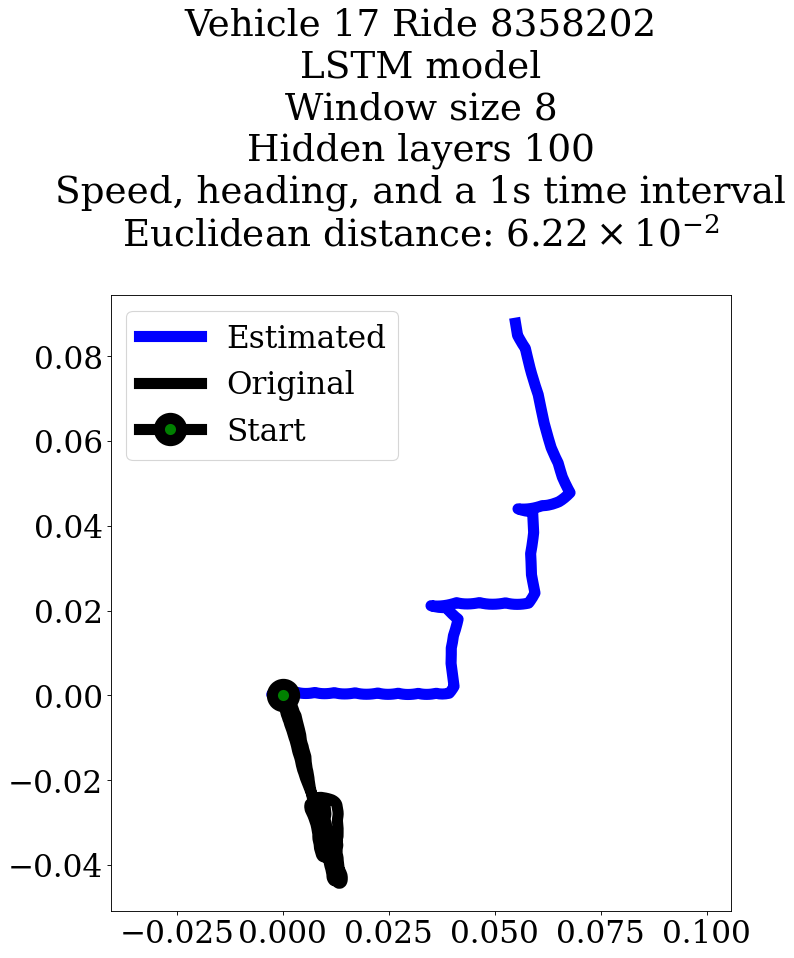 Vehicle 17 Ride 8358202
LSTM model
Window size 8
Hidden layers 100
Speed, heading, and a 1s time interval
Euclidean distance: 6.22 × 10⁻²
Estimated
Original
Start
0.08
0.06
0.04
0.02
0.00
−0.02
−0.04
−0.025 0.000 0.025 0.050 0.075 0.100